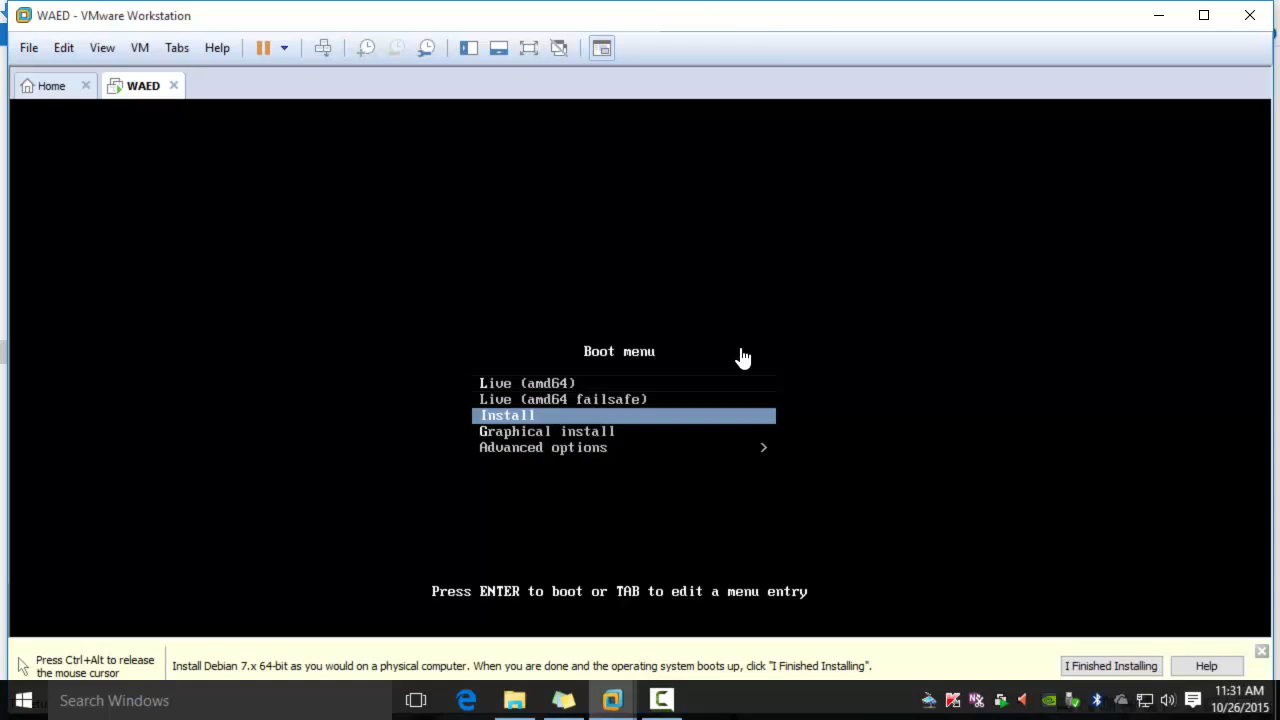 WAED - VMware Workstation
File Edit View VM Tabs Help
Home WAED
Boot menu
Live (amd64)
Live (amd64 failsafe)
Install
Graphical install
Advanced options >
Press ENTER to boot or TAB to edit a menu entry
Press Ctrl+Alt to release
the mouse cursor
Install Debian 7.x 64-bit as you would on a physical computer. When you are done and the operating system boots up, click "I Finished Installing".
I Finished Installing Help
Search Windows
11:31 AM
10/26/2015